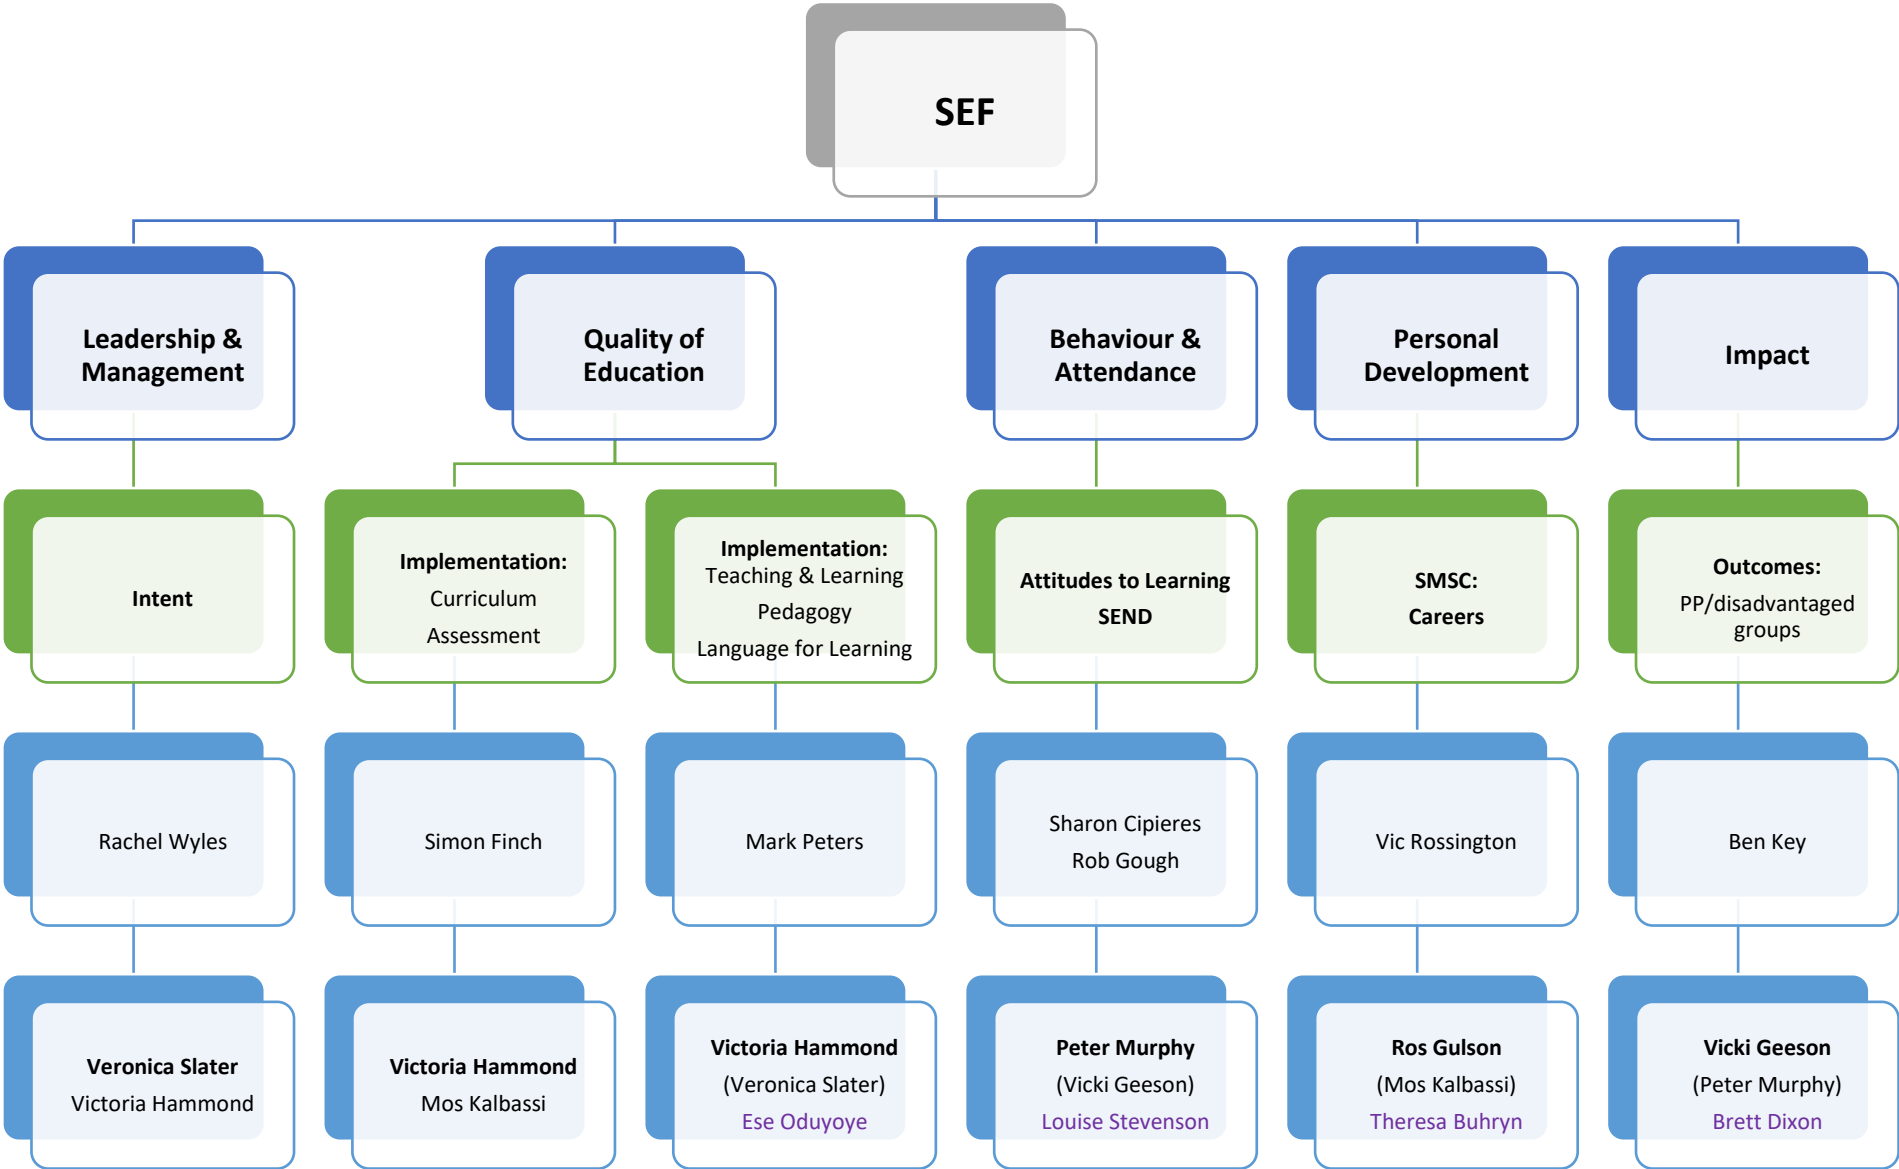 SEF
Leadership &
Management
Quality of
Education
Behaviour &
Attendance
Personal
Development
Impact
Intent
Implementation:
Curriculum
Assessment
Implementation:
Teaching & Learning
Pedagogy
Language for Learning
Attitudes to Learning
SEND
SMSC:
Careers
Outcomes:
PP/disadvantaged
groups
Rachel Wyles
Simon Finch
Mark Peters
Sharon Cipieres
Rob Gough
Vic Rossington
Ben Key
Veronica Slater
Victoria Hammond
Victoria Hammond
Mos Kalbassi
Victoria Hammond
(Veronica Slater)
Ese Oduyoye
Peter Murphy
(Vicki Geeson)
Louise Stevenson
Ros Gulson
(Mos Kalbassi)
Theresa Buhryn
Vicki Geeson
(Peter Murphy)
Brett Dixon